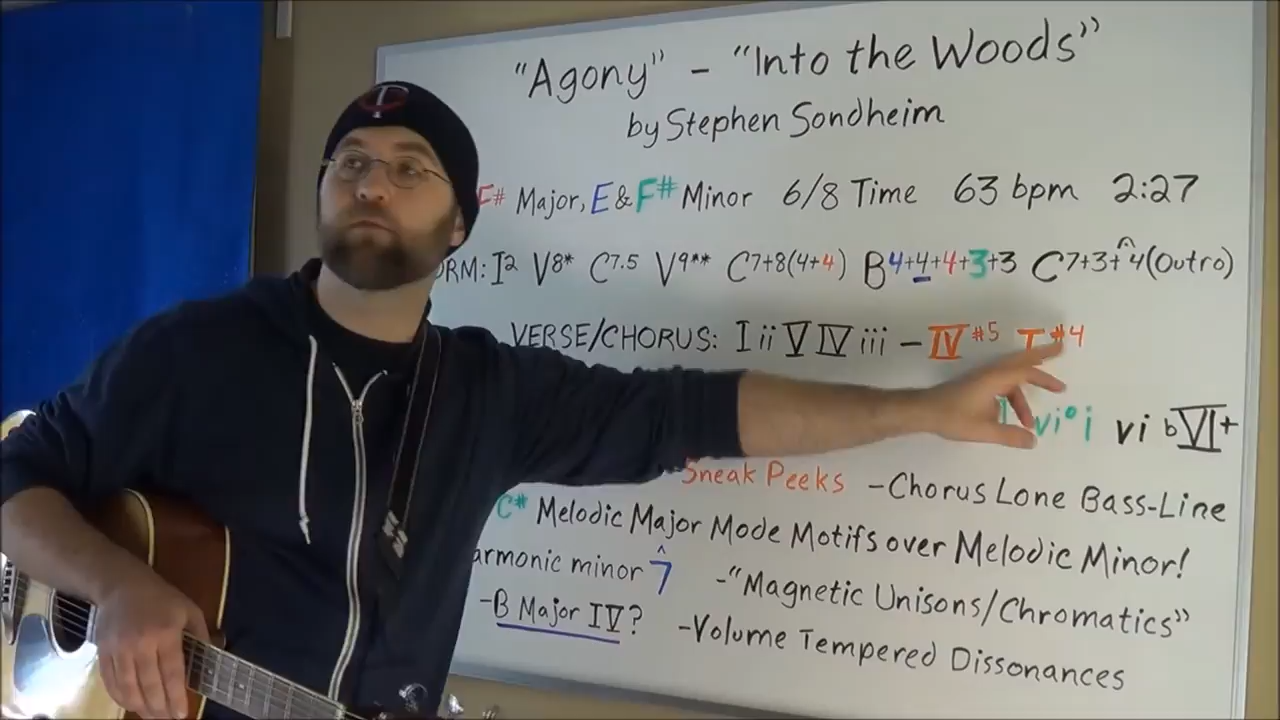 "Agony" - "Into the Woods"
by Stephen Sondheim
F# Major, E & F# Minor 6/8 Time 63 bpm 2:27
ORM: I2 V8* C7.5 V9** C7+8(4+4) B4+4+4+3+3 C7+3+4(Outro)
VERSE/CHORUS: I ii V IV iii - IV#5 I#4
vi° i vi bVI+
Sneak Peeks - Chorus Lone Bass-Line
C# Melodic Major Mode Motifs over Melodic Minor!
armonic minor 7 - "Magnetic Unisons/Chromatics"
- B Major IV? - Volume Tempered Dissonances